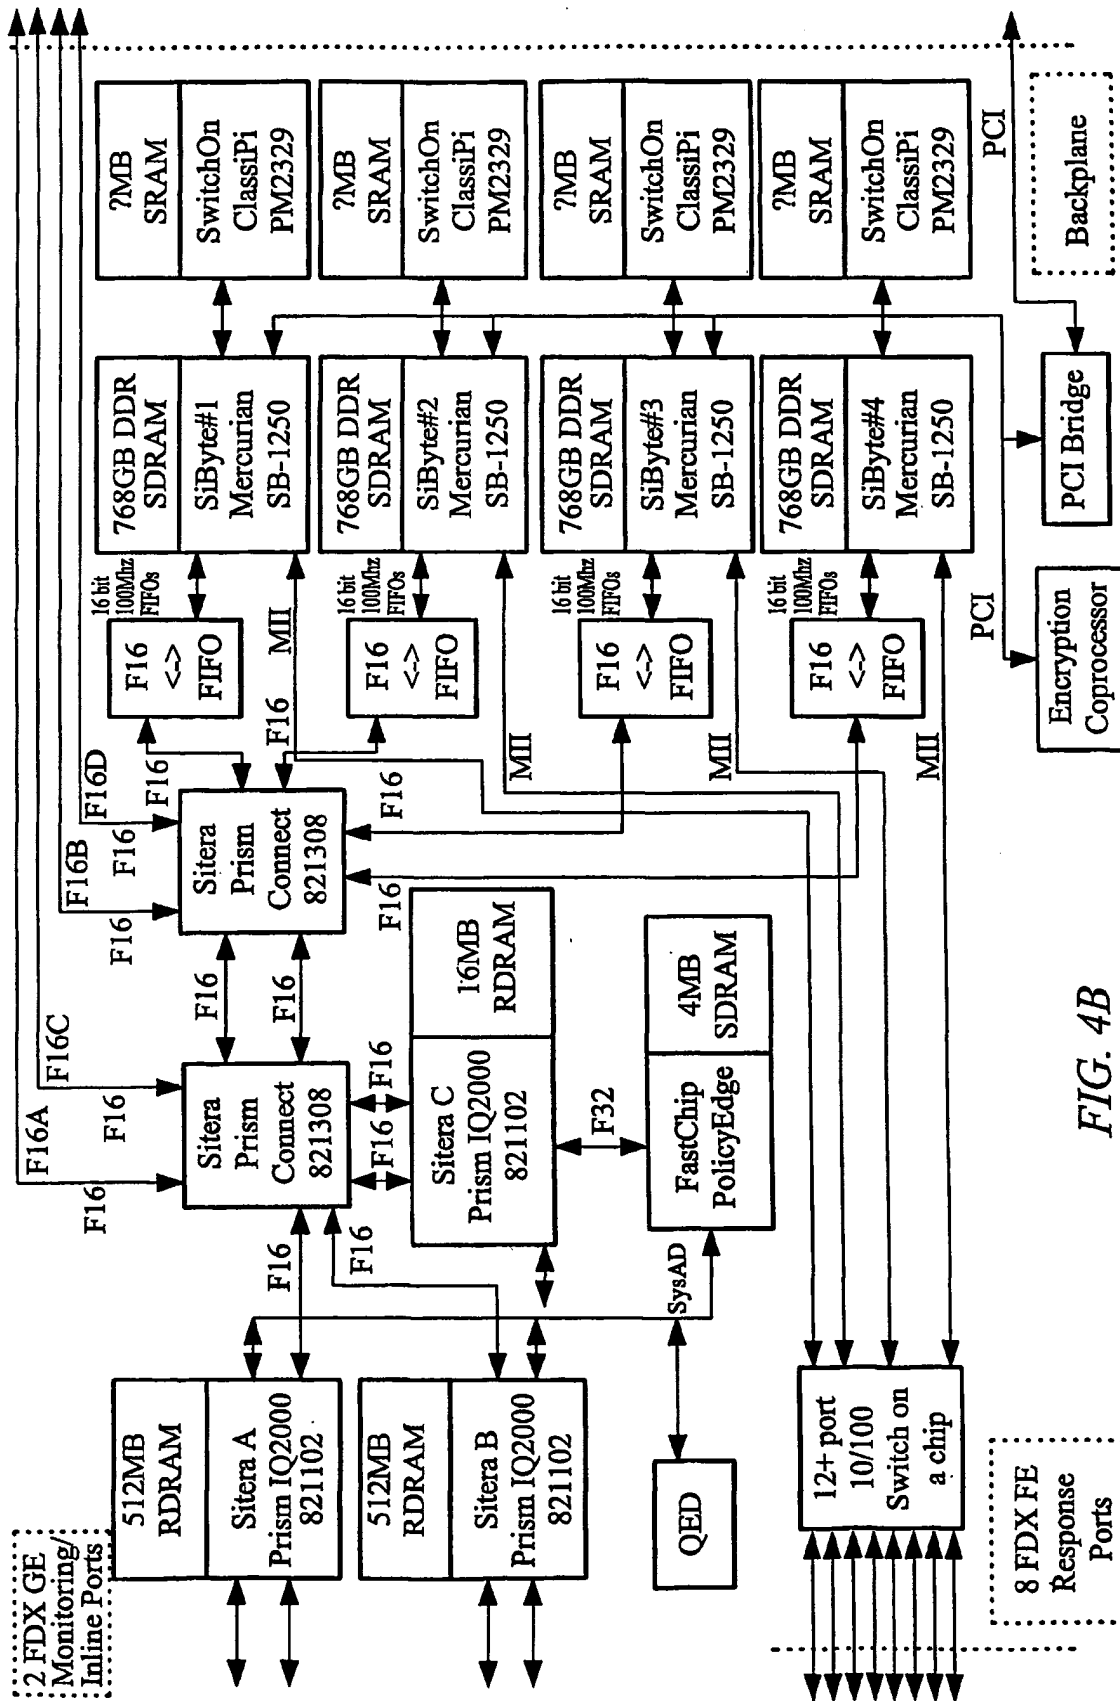 2 FDX GE
Monitoring/
Inline Ports
512MB
RDRAM
Sitera A
Prism IQ2000
821102
512MB
RDRAM
Sitera B
Prism IQ2000
821102
QED
12+ port
10/100
Switch on
a chip
8 FDX FE
Response
Ports
F16A
F16
F16C
F16
F16
F16
SysAD
Sitera
Prism
Connect
821308
F16
F16
Sitera C
Prism IQ2000
821102
16MB
RDRAM
F32
FastChip
PolicyEdge
4MB
SDRAM
F16
F16
F16B
F16
F16D
F16
Sitera
Prism
Connect
821308
F16
F16
F16
F16
F16
<->
FIFO
16 bit
100Mhz
FIFOs
MII
F16
<->
FIFO
16 bit
100Mhz
FIFOs
MII
F16
<->
FIFO
16 bit
100Mhz
FIFOs
MII
F16
<->
FIFO
16 bit
100Mhz
FIFOs
MII
768GB DDR
SDRAM
SiByte#1
Mercurian
SB-1250
768GB DDR
SDRAM
SiByte#2
Mercurian
SB-1250
768GB DDR
SDRAM
SiByte#3
Mercurian
SB-1250
768GB DDR
SDRAM
SiByte#4
Mercurian
SB-1250
?MB
SRAM
SwitchOn
ClassiPi
PM2329
?MB
SRAM
SwitchOn
ClassiPi
PM2329
?MB
SRAM
SwitchOn
ClassiPi
PM2329
?MB
SRAM
SwitchOn
ClassiPi
PM2329
PCI
Encryption
Coprocessor
PCI Bridge
PCI
Backplane
FIG. 4B